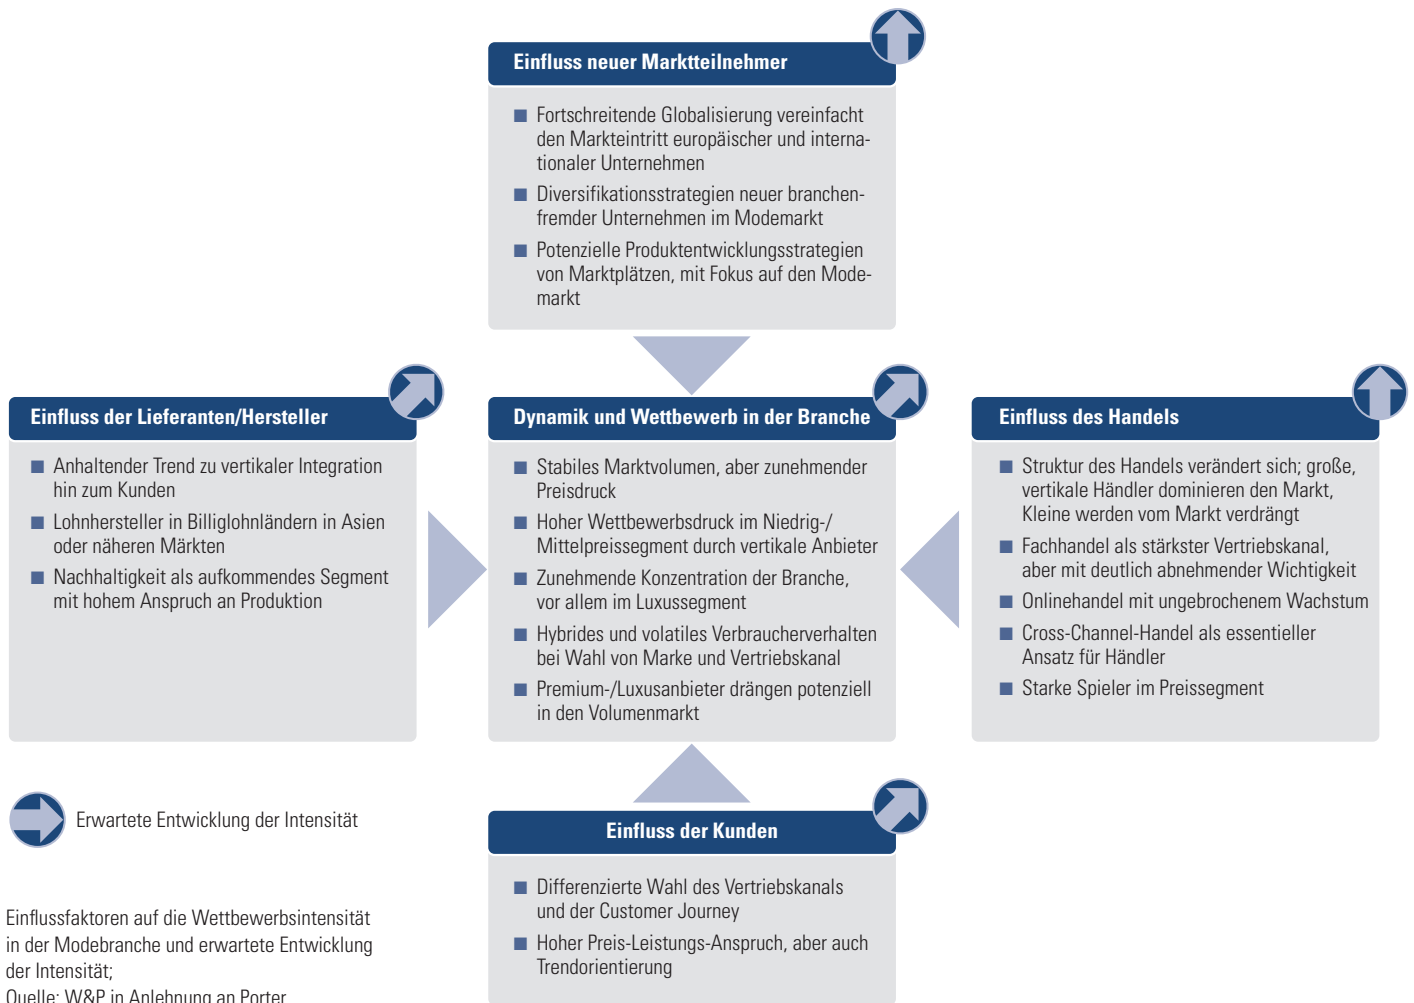 Einfluss neuer Marktteilnehmer
■ Fortschreitende Globalisierung vereinfacht
den Markteintritt europäischer und interna-
tionaler Unternehmen
■ Diversifikationsstrategien neuer branchen-
fremder Unternehmen im Modemarkt
■ Potenzielle Produktentwicklungsstrategien
von Marktplätzen, mit Fokus auf den Mode-
markt
Einfluss der Lieferanten/Hersteller
■ Anhaltender Trend zu vertikaler Integration
hin zum Kunden
■ Lohnhersteller in Billiglohnländern in Asien
oder näheren Märkten
■ Nachhaltigkeit als aufkommendes Segment
mit hohem Anspruch an Produktion
Dynamik und Wettbewerb in der Branche
■ Stabiles Marktvolumen, aber zunehmender
Preisdruck
■ Hoher Wettbewerbsdruck im Niedrig-/
Mittelpreissegment durch vertikale Anbieter
■ Zunehmende Konzentration der Branche,
vor allem im Luxussegment
■ Hybrides und volatiles Verbraucherverhalten
bei Wahl von Marke und Vertriebskanal
■ Premium-/Luxusanbieter drängen potenziell
in den Volumenmarkt
Einfluss des Handels
■ Struktur des Handels verändert sich; große,
vertikale Händler dominieren den Markt,
Kleine werden vom Markt verdrängt
■ Fachhandel als stärkster Vertriebskanal,
aber mit deutlich abnehmender Wichtigkeit
■ Onlinehandel mit ungebrochenem Wachstum
■ Cross-Channel-Handel als essentieller
Ansatz für Händler
■ Starke Spieler im Preissegment
Einfluss der Kunden
■ Differenzierte Wahl des Vertriebskanals
und der Customer Journey
■ Hoher Preis-Leistungs-Anspruch, aber auch
Trendorientierung
Erwartete Entwicklung der Intensität
Einflussfaktoren auf die Wettbewerbsintensität
in der Modebranche und erwartete Entwicklung
der Intensität;
Quelle: W&P in Anlehnung an Porter